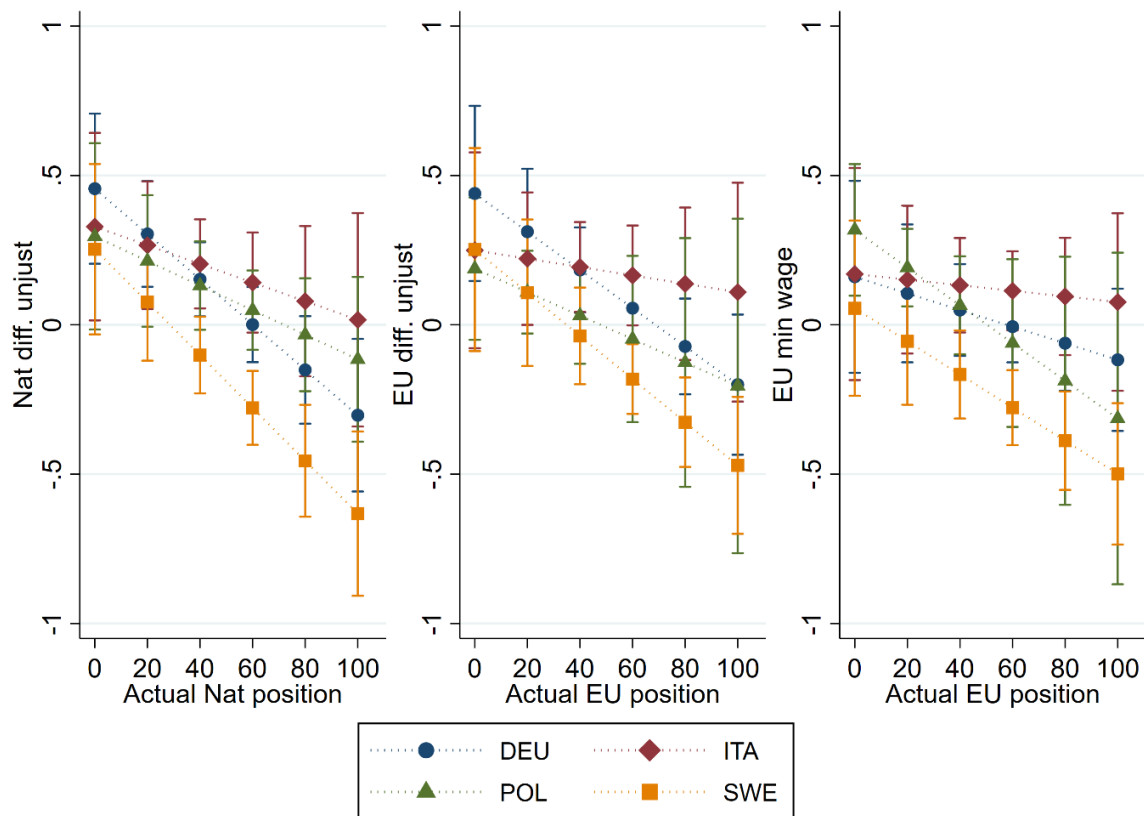 Nat diff. unjust
1
.5
0
-.5
-1
0 20 40 60 80 100
Actual Nat position
EU diff. unjust
1
.5
0
-.5
-1
0 20 40 60 80 100
Actual EU position
EU min wage
1
.5
0
-.5
-1
0 20 40 60 80 100
Actual EU position
DEU ITA
POL SWE